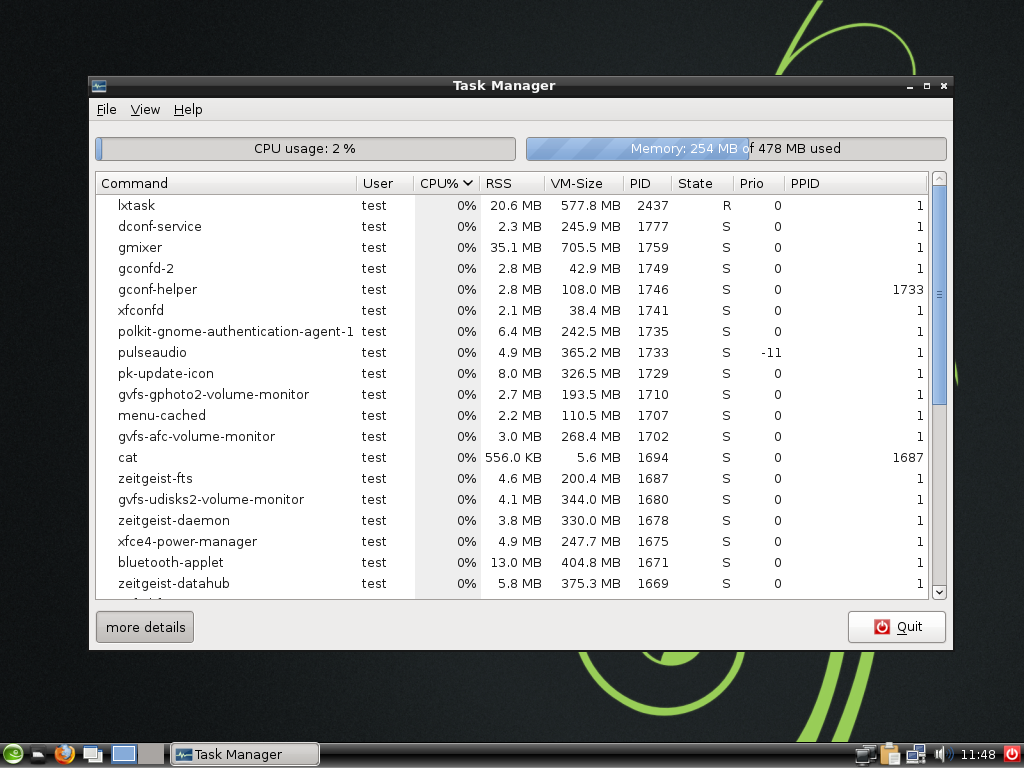 Task Manager
File View Help
CPU usage: 2 % Memory: 254 MB of 478 MB used
Command User CPU% RSS VM-Size PID State Prio PPID
lxtask test 0% 20.6 MB 577.8 MB 2437 R 0 1
dconf-service test 0% 2.3 MB 245.9 MB 1777 S 0 1
gmixer test 0% 35.1 MB 705.5 MB 1759 S 0 1
gconfd-2 test 0% 2.8 MB 42.9 MB 1749 S 0 1
gconf-helper test 0% 2.8 MB 108.0 MB 1746 S 0 1733
xfconfd test 0% 2.1 MB 38.4 MB 1741 S 0 1
polkit-gnome-authentication-agent-1 test 0% 6.4 MB 242.5 MB 1735 S 0 1
pulseaudio test 0% 4.9 MB 365.2 MB 1733 S -11 1
pk-update-icon test 0% 8.0 MB 326.5 MB 1729 S 0 1
gvfs-gphoto2-volume-monitor test 0% 2.7 MB 193.5 MB 1710 S 0 1
menu-cached test 0% 2.2 MB 110.5 MB 1707 S 0 1
gvfs-afc-volume-monitor test 0% 3.0 MB 268.4 MB 1702 S 0 1
cat test 0% 556.0 KB 5.6 MB 1694 S 0 1687
zeitgeist-fts test 0% 4.6 MB 200.4 MB 1687 S 0 1
gvfs-udisks2-volume-monitor test 0% 4.1 MB 344.0 MB 1680 S 0 1
zeitgeist-daemon test 0% 3.8 MB 330.0 MB 1678 S 0 1
xfce4-power-manager test 0% 4.9 MB 247.7 MB 1675 S 0 1
bluetooth-applet test 0% 13.0 MB 404.8 MB 1671 S 0 1
zeitgeist-datahub test 0% 5.8 MB 375.3 MB 1669 S 0 1
more details Quit
Task Manager 11:48